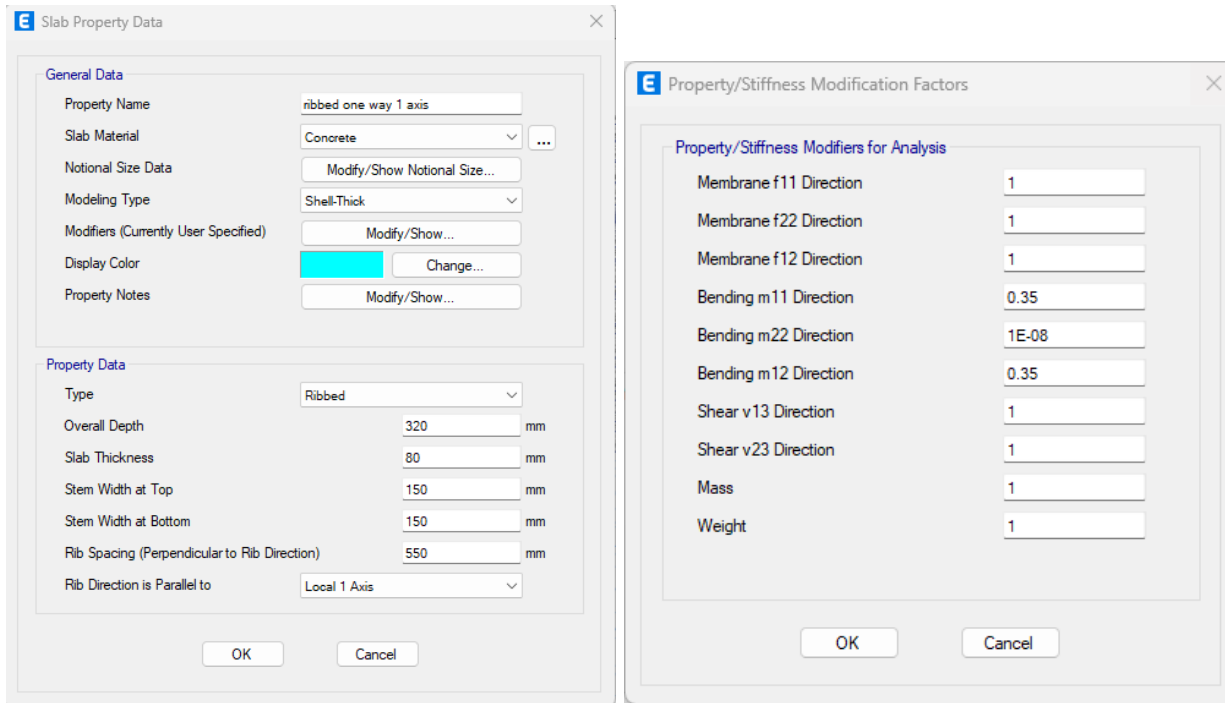 E Slab Property Data
General Data
Property Name ribbed one way 1 axis
Slab Material Concrete ...
Notional Size Data Modify/Show Notional Size...
Modeling Type Shell-Thick
Modifiers (Currently User Specified) Modify/Show...
Display Color Change...
Property Notes Modify/Show...
Property Data
Type Ribbed
Overall Depth 320 mm
Slab Thickness 80 mm
Stem Width at Top 150 mm
Stem Width at Bottom 150 mm
Rib Spacing (Perpendicular to Rib Direction) 550 mm
Rib Direction is Parallel to Local 1 Axis
OK Cancel
E Property/Stiffness Modification Factors
Property/Stiffness Modifiers for Analysis
Membrane f11 Direction 1
Membrane f22 Direction 1
Membrane f12 Direction 1
Bending m11 Direction 0.35
Bending m22 Direction 1E-08
Bending m12 Direction 0.35
Shear v13 Direction 1
Shear v23 Direction 1
Mass 1
Weight 1
OK Cancel